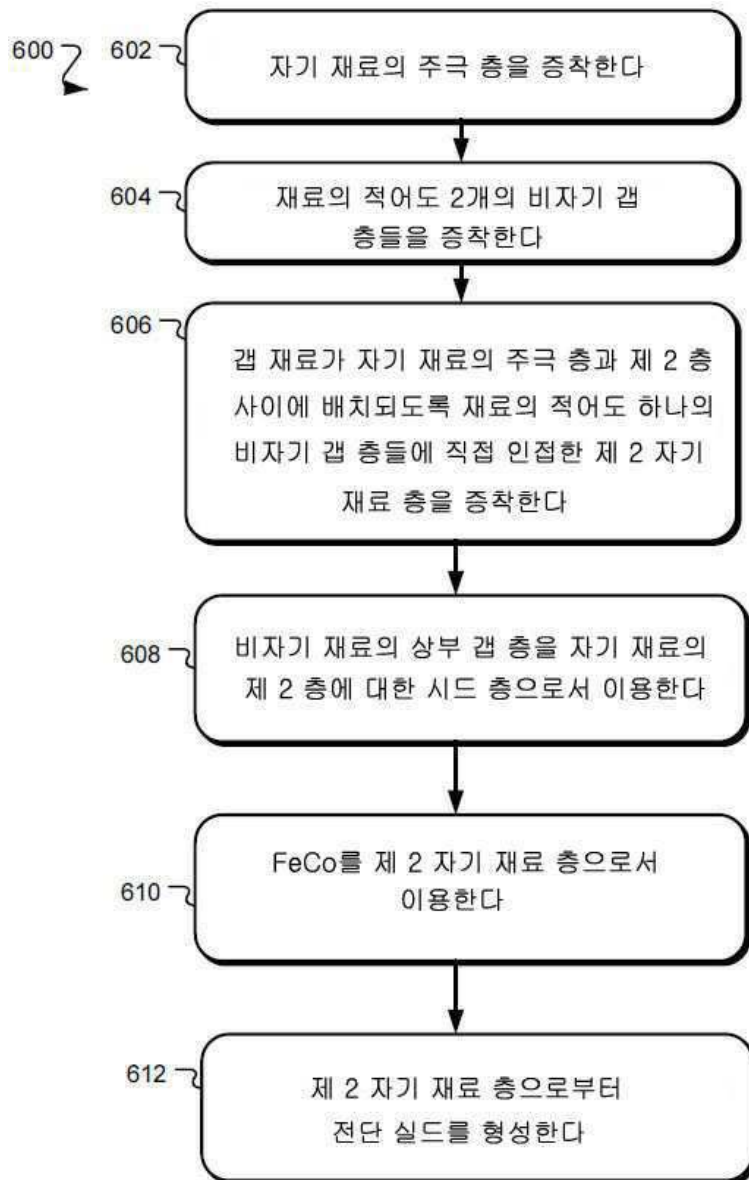 600
602
자기 재료의 주극 층을 증착한다
604
재료의 적어도 2개의 비자기 갭
층들을 증착한다
606
갭 재료가 자기 재료의 주극 층과 제 2 층
사이에 배치되도록 재료의 적어도 하나의
비자기 갭 층들에 직접 인접한 제 2 자기
재료 층을 증착한다
608
비자기 재료의 상부 갭 층을 자기 재료의
제 2 층에 대한 시드 층으로서 이용한다
610
FeCo를 제 2 자기 재료 층으로서
이용한다
612
제 2 자기 재료 층으로부터
전단 실드를 형성한다